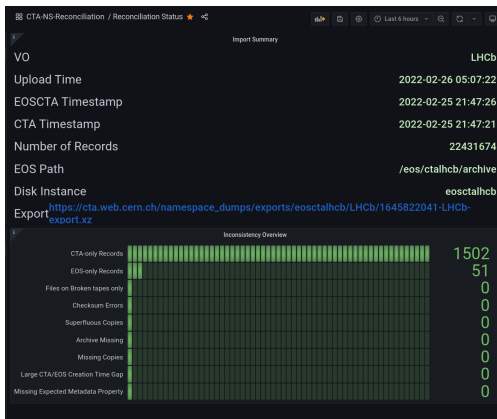 CTA-NS-Reconciliation / Reconciliation Status
Last 6 hours
Import Summary
VO LHCb
Upload Time 2022-02-26 05:07:22
EOSCTA Timestamp 2022-02-25 21:47:26
CTA Timestamp 2022-02-25 21:47:21
Number of Records 22431674
EOS Path /eos/ctalhcb/archive
Disk Instance eosctalhcb
Export https://cta.web.cern.ch/namespace_dumps/exports/eosctalhcb/LHCb/1645822041-LHCb-
export.xz
Inconsistency Overview
CTA-only Records 1502
EOS-only Records 51
Files on Broken tapes only 0
Checksum Errors 0
Superfluous Copies 0
Archive Missing 0
Missing Copies 0
Large CTA/EOS Creation Time Gap 0
Missing Expected Metadata Property 0